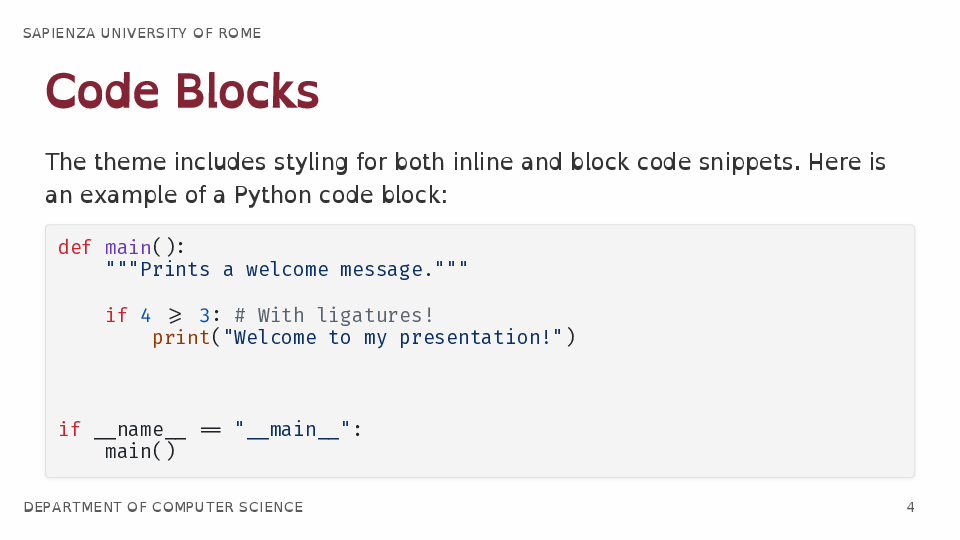 SAPIENZA UNIVERSITY OF ROME
Code Blocks
The theme includes styling for both inline and block code snippets. Here is
an example of a Python code block:
def main():
    """Prints a welcome message."""
    if 4 >= 3: # With ligatures!
        print("Welcome to my presentation!")
if __name__ == "__main__":
    main()
DEPARTMENT OF COMPUTER SCIENCE
4